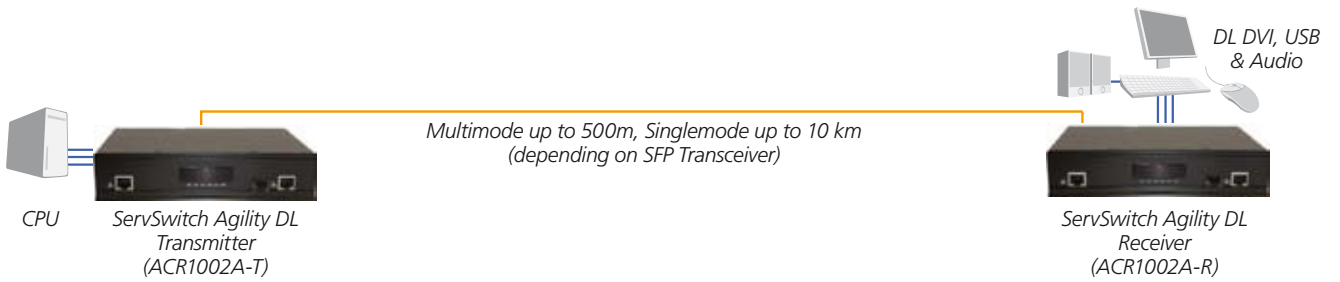 DL DVI, USB
& Audio
Multimode up to 500m, Singlemode up to 10 km
(depending on SFP Transceiver)
CPU
ServSwitch Agility DL
Transmitter
(ACR1002A-T)
ServSwitch Agility DL
Receiver
(ACR1002A-R)